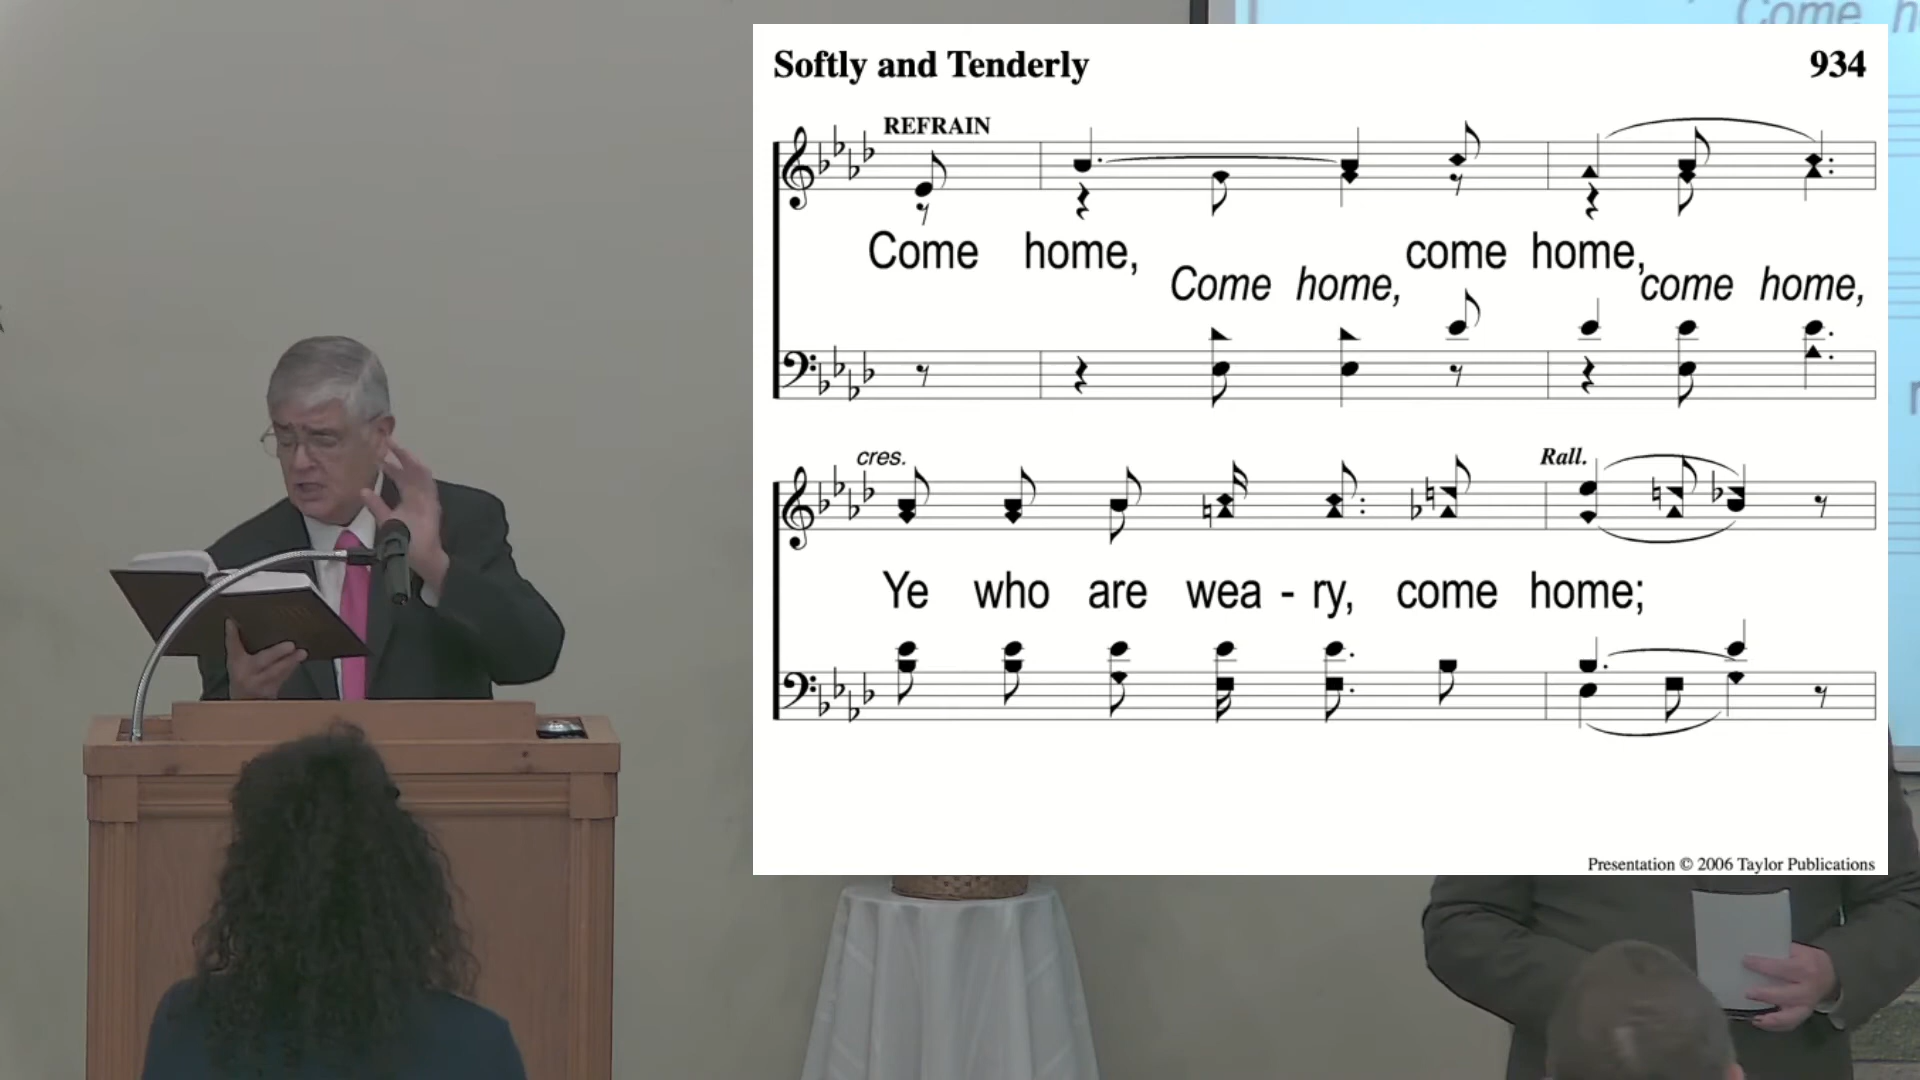 Come h
Softly and Tenderly 934
REFRAIN
Come home, come home,
Come home, come home,
cres. Rall.
Ye who are wea - ry, come home;
Presentation © 2006 Taylor Publications